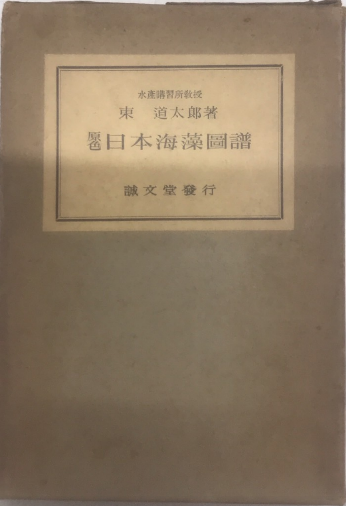 水產講習所敎授
東 道太郎著
原色日本海藻圖譜
誠文堂發行